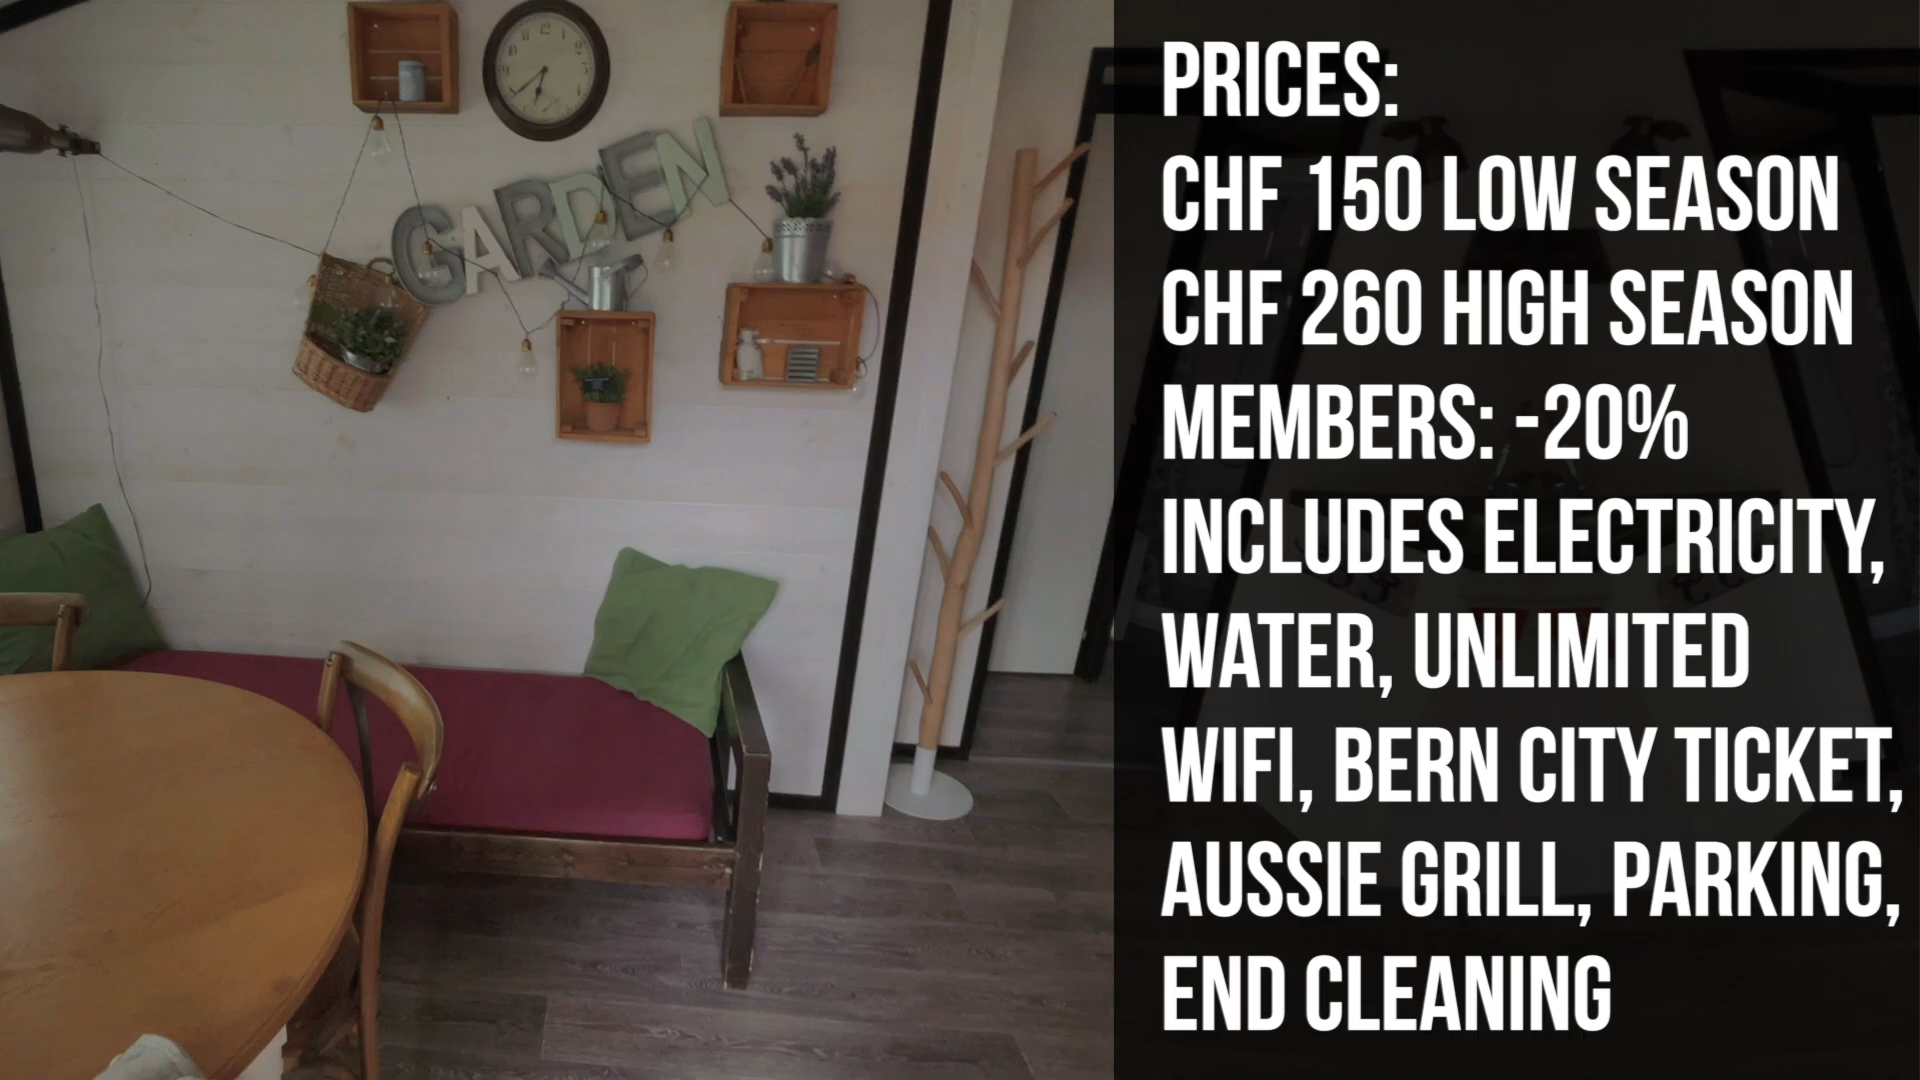 GARDEN
PRICES:
CHF 150 LOW SEASON
CHF 260 HIGH SEASON
MEMBERS: -20%
INCLUDES ELECTRICITY,
WATER, UNLIMITED
WIFI, BERN CITY TICKET,
AUSSIE GRILL, PARKING,
END CLEANING